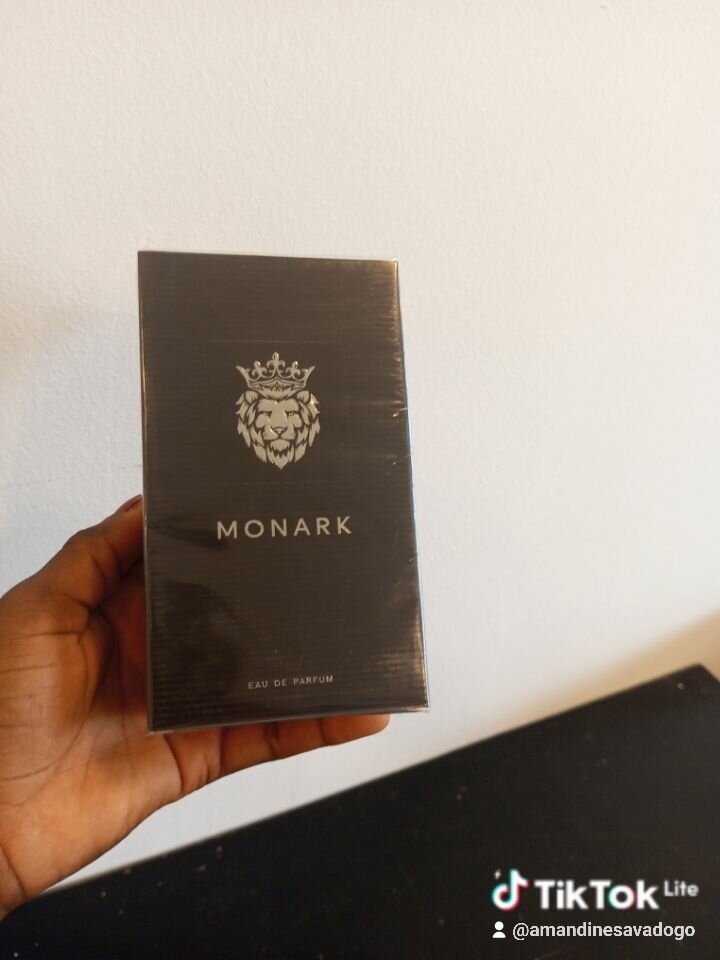 MONARK
EAU DE PARFUM
TikTok Lite
@amandinesavadogo